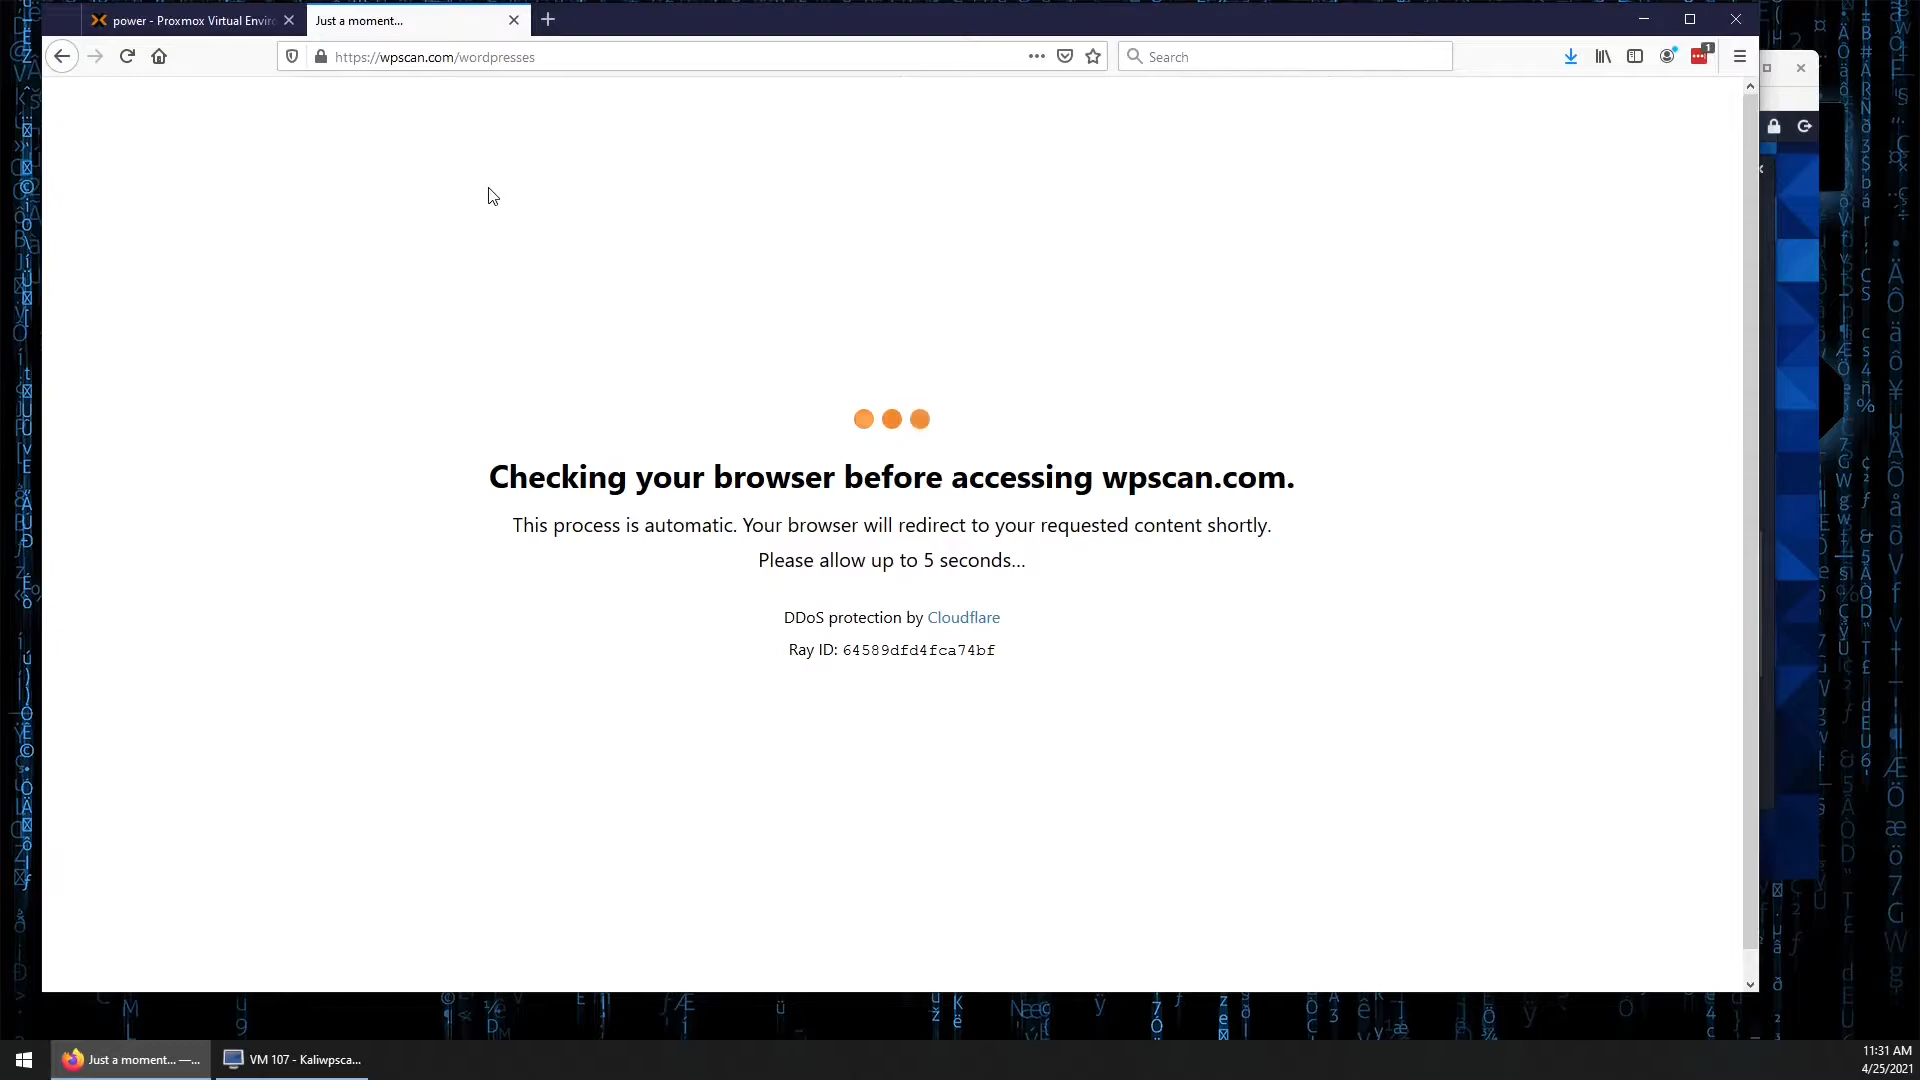 power - Proxmox Virtual Enviro
Just a moment...
https://wpscan.com/wordpresses
Search
1
Checking your browser before accessing wpscan.com.
This process is automatic. Your browser will redirect to your requested content shortly.
Please allow up to 5 seconds...
DDoS protection by Cloudflare
Ray ID: 64589dfd4fca74bf
Just a moment... —...
VM 107 - Kaliwpsca...
11:31 AM
4/25/2021